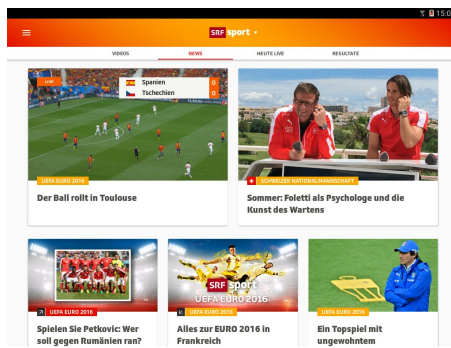 15:0
SRF sport
VIDEOS
NEWS
HEUTE LIVE
RESULTATE
LIVE
Spanien 0
Tschechien 0
UEFA EURO 2016
Der Ball rollt in Toulouse
SCHWEIZER NATIONALMANNSCHAFT
Sommer: Foletti als Psychologe und die
Kunst des Wartens
UEFA EURO 2016
Spielen Sie Petkovic: Wer
soll gegen Rumänien ran?
SRF sport
UEFA EURO 2016
UEFA EURO 2016
Alles zur EURO 2016 in
Frankreich
UEFA EURO 2016
Ein Topspiel mit
ungewohntem